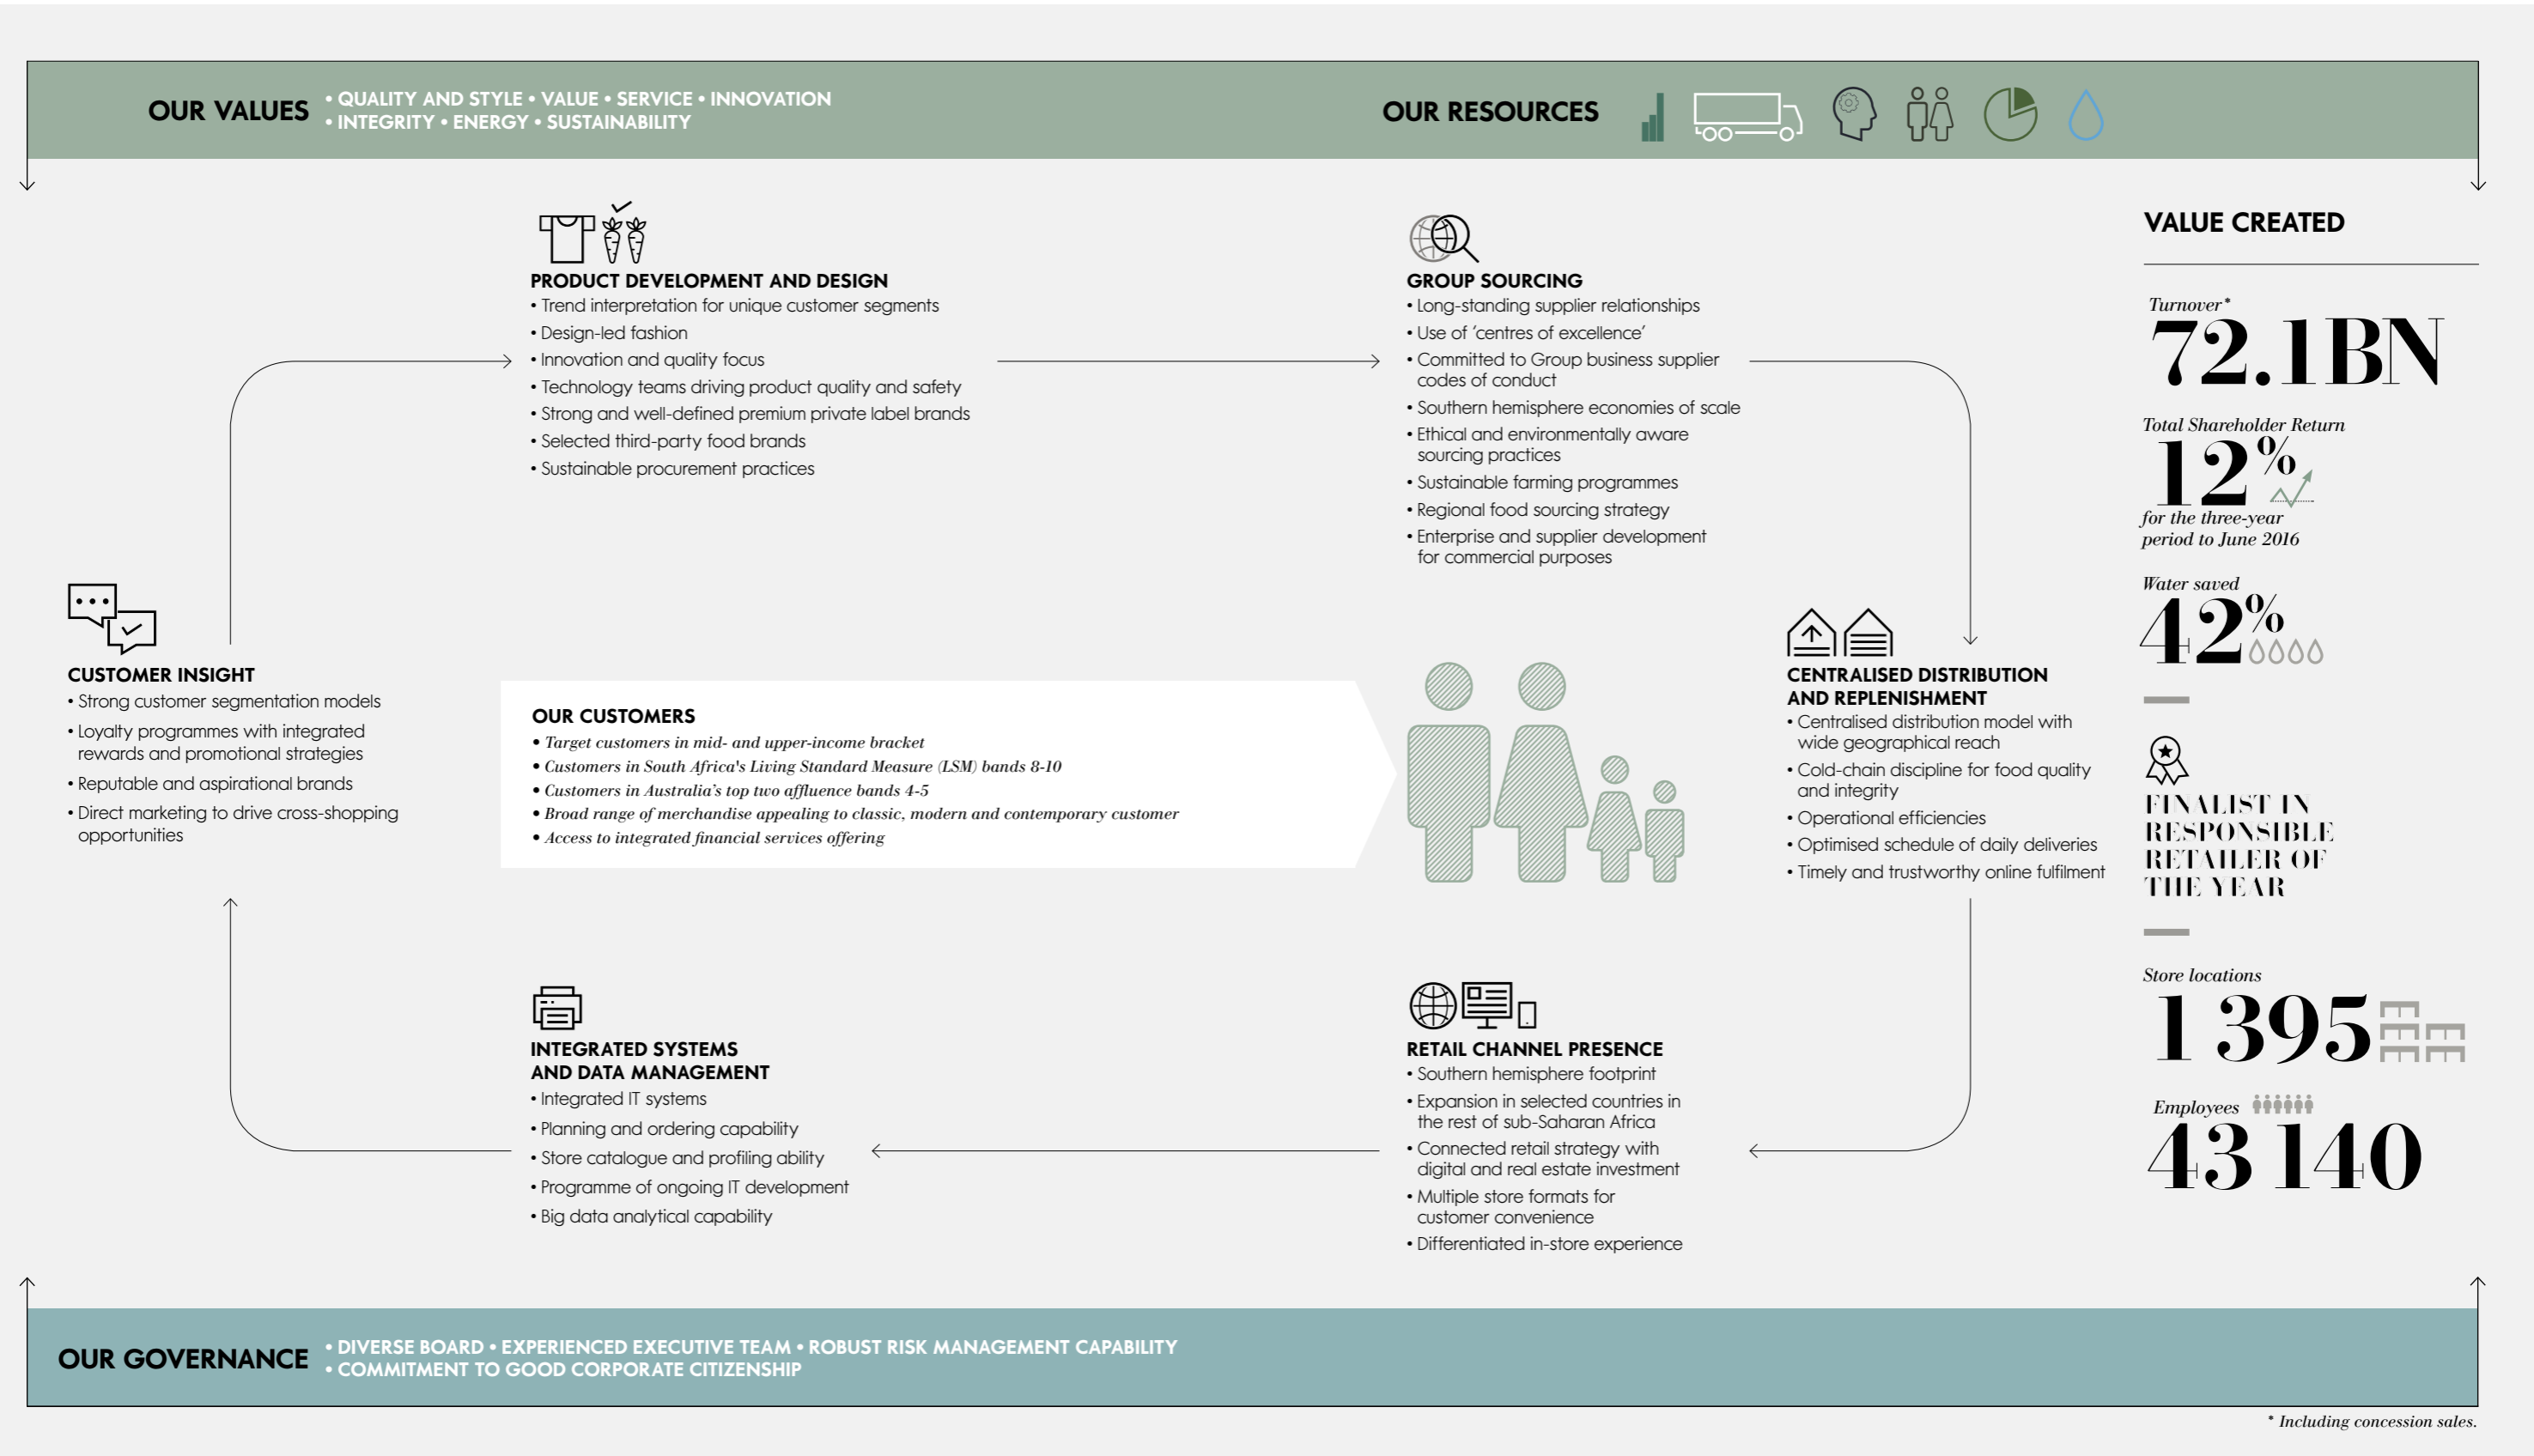 OUR VALUES
• QUALITY AND STYLE • VALUE • SERVICE • INNOVATION
• INTEGRITY • ENERGY • SUSTAINABILITY
OUR RESOURCES
PRODUCT DEVELOPMENT AND DESIGN
• Trend interpretation for unique customer segments
• Design-led fashion
• Innovation and quality focus
• Technology teams driving product quality and safety
• Strong and well-defined premium private label brands
• Selected third-party food brands
• Sustainable procurement practices
GROUP SOURCING
• Long-standing supplier relationships
• Use of ‘centres of excellence’
• Committed to Group business supplier
codes of conduct
• Southern hemisphere economies of scale
• Ethical and environmentally aware
sourcing practices
• Sustainable farming programmes
• Regional food sourcing strategy
• Enterprise and supplier development
for commercial purposes
CUSTOMER INSIGHT
• Strong customer segmentation models
• Loyalty programmes with integrated
rewards and promotional strategies
• Reputable and aspirational brands
• Direct marketing to drive cross-shopping
opportunities
OUR CUSTOMERS
• Target customers in mid- and upper-income bracket
• Customers in South Africa's Living Standard Measure (LSM) bands 8-10
• Customers in Australia’s top two affluence bands 4-5
• Broad range of merchandise appealing to classic, modern and contemporary customer
• Access to integrated financial services offering
CENTRALISED DISTRIBUTION
AND REPLENISHMENT
• Centralised distribution model with
wide geographical reach
• Cold-chain discipline for food quality
and integrity
• Operational efficiencies
• Optimised schedule of daily deliveries
• Timely and trustworthy online fulfilment
INTEGRATED SYSTEMS
AND DATA MANAGEMENT
• Integrated IT systems
• Planning and ordering capability
• Store catalogue and profiling ability
• Programme of ongoing IT development
• Big data analytical capability
RETAIL CHANNEL PRESENCE
• Southern hemisphere footprint
• Expansion in selected countries in
the rest of sub-Saharan Africa
• Connected retail strategy with
digital and real estate investment
• Multiple store formats for
customer convenience
• Differentiated in-store experience
VALUE CREATED
Turnover*
72.1BN
Total Shareholder Return
12%
for the three-year
period to June 2016
Water saved
42%
FINALIST IN
RESPONSIBLE
RETAILER OF
THE YEAR
Store locations
1 395
Employees
43 140
OUR GOVERNANCE
• DIVERSE BOARD • EXPERIENCED EXECUTIVE TEAM • ROBUST RISK MANAGEMENT CAPABILITY
• COMMITMENT TO GOOD CORPORATE CITIZENSHIP
* Including concession sales.